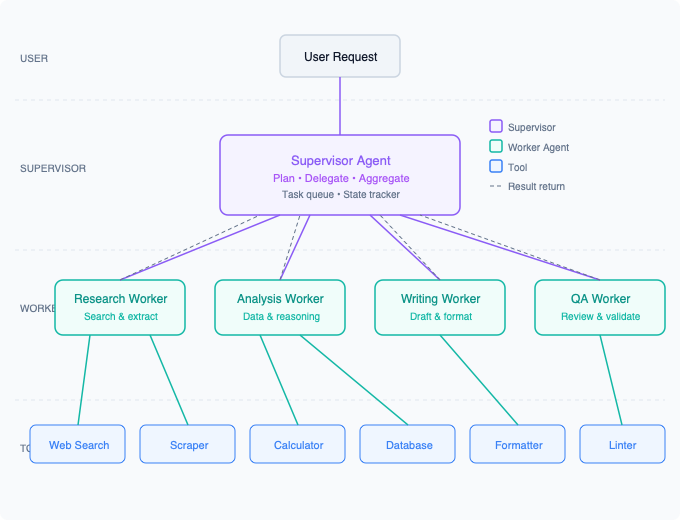 USER
User Request
Supervisor
Worker Agent
Tool
Result return
SUPERVISOR
Supervisor Agent
Plan • Delegate • Aggregate
Task queue • State tracker
Research Worker
Search & extract
Analysis Worker
Data & reasoning
Writing Worker
Draft & format
QA Worker
Review & validate
Web Search
Scraper
Calculator
Database
Formatter
Linter